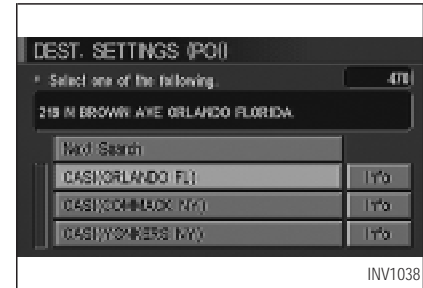 DEST. SETTINGS (POI)
Select one of the following.
470
219 N BROWN AVE ORLANDO FLORIDA
Next Search
CASI(ORLANDO FL)
Info
CASI(COMMACK NY)
Info
CASI(YONKERS NY)
Info
INV1038